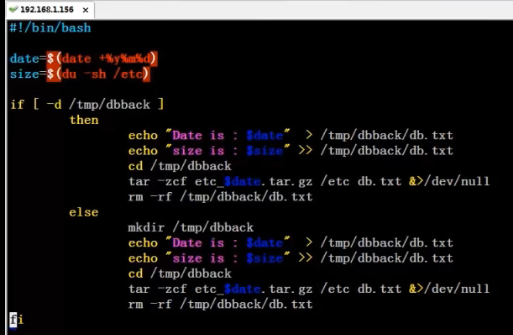 192.168.1.156 ×
#!/bin/bash
date=$(date +%y%m%d)
size=$(du -sh /etc)
if [ -d /tmp/dbback ]
then
echo "Date is : $date" > /tmp/dbback/db.txt
echo "size is : $size" >> /tmp/dbback/db.txt
cd /tmp/dbback
tar -zcf etc_$date.tar.gz /etc db.txt &>/dev/null
rm -rf /tmp/dbback/db.txt
else
mkdir /tmp/dbback
echo "Date is : $date" > /tmp/dbback/db.txt
echo "size is : $size" >> /tmp/dbback/db.txt
cd /tmp/dbback
tar -zcf etc_$date.tar.gz /etc db.txt &>/dev/null
rm -rf /tmp/dbback/db.txt
fi